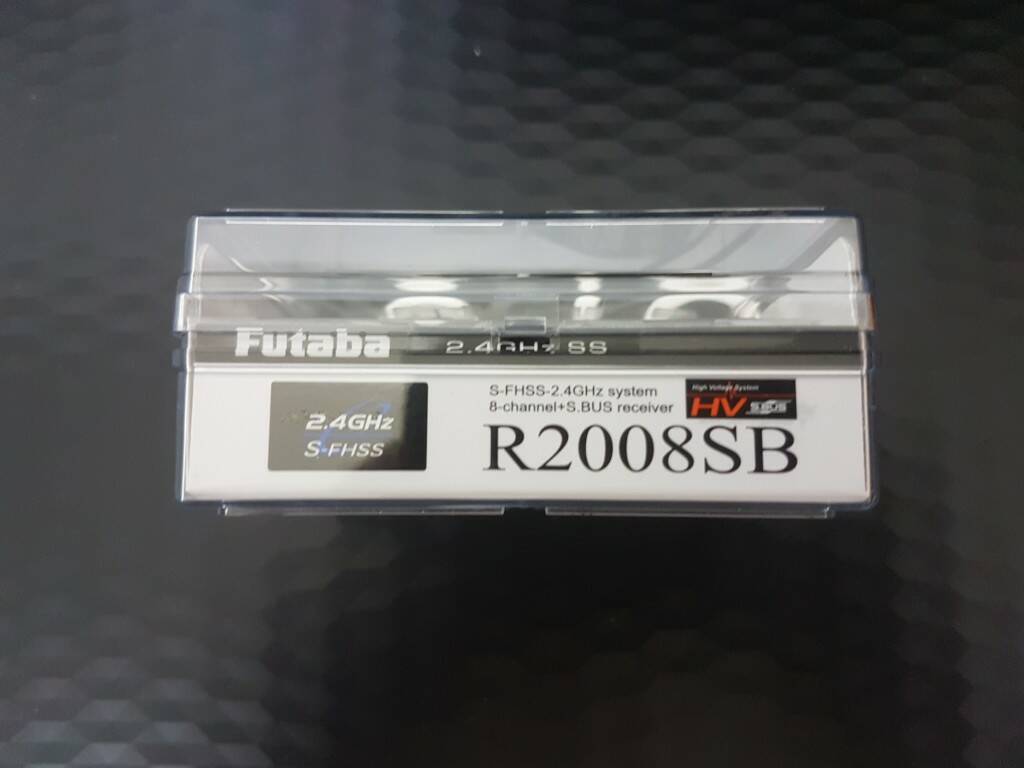 Futaba 2.4GHz SS
2.4GHz
S-FHSS
S-FHSS-2.4GHz system
8-channel+S.BUS receiver
High Voltage System
HV S.BUS
R2008SB